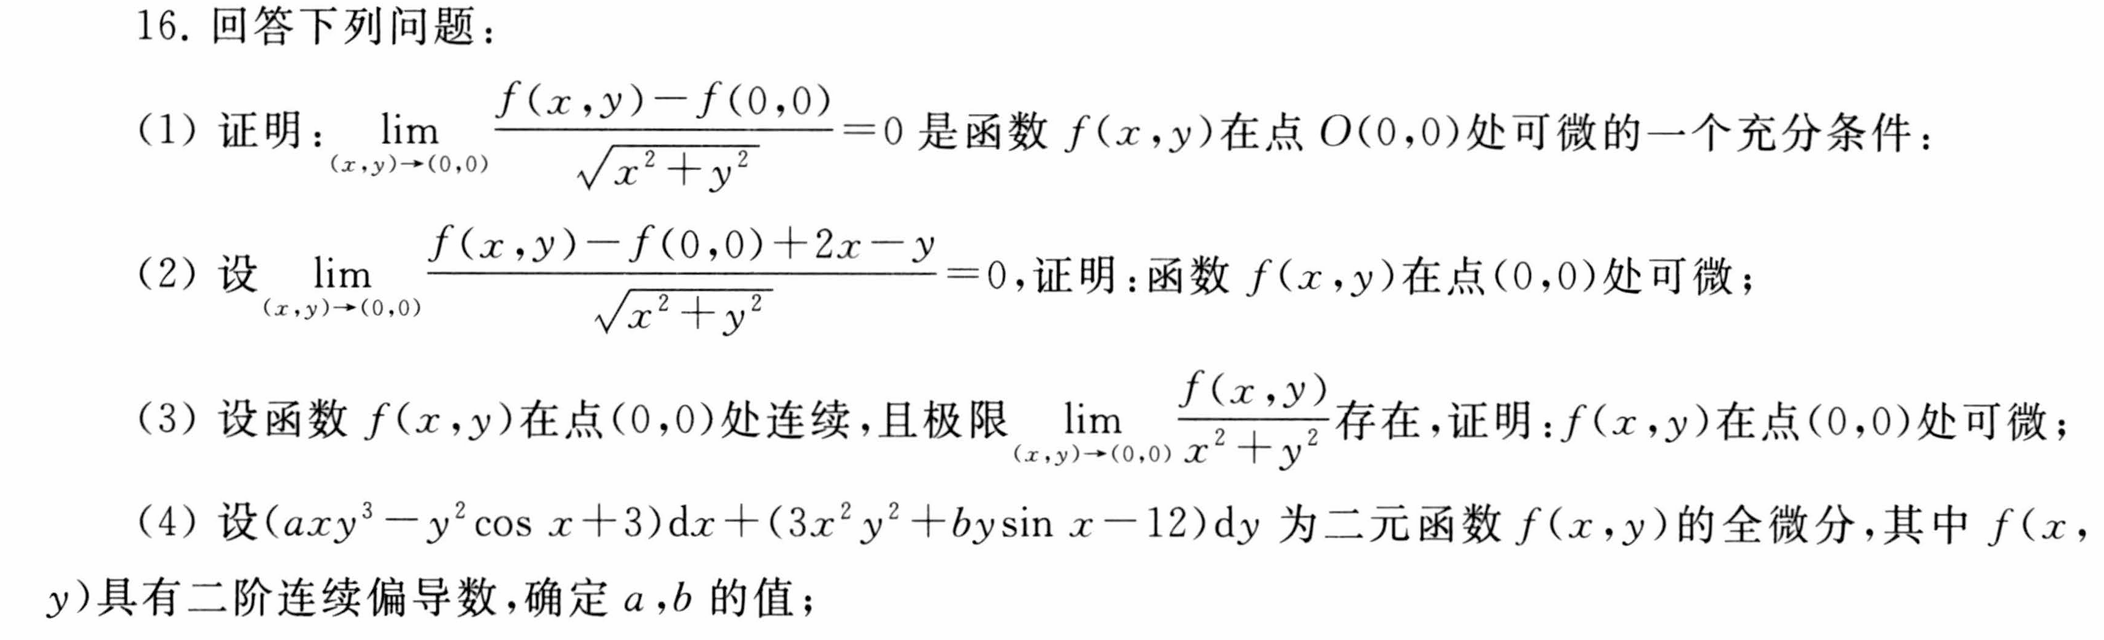 16. 回答下列问题：
(1) 证明：$\lim\limits_{(x,y)\to(0,0)} \frac{f(x,y)-f(0,0)}{\sqrt{x^2+y^2}}=0$ 是函数 $f(x,y)$在点 $O(0,0)$处可微的一个充分条件：
(2) 设 $\lim\limits_{(x,y)\to(0,0)} \frac{f(x,y)-f(0,0)+2x-y}{\sqrt{x^2+y^2}}=0$,证明：函数 $f(x,y)$在点$(0,0)$处可微；
(3) 设函数 $f(x,y)$在点$(0,0)$处连续,且极限 $\lim\limits_{(x,y)\to(0,0)} \frac{f(x,y)}{x^2+y^2}$存在,证明：$f(x,y)$在点$(0,0)$处可微；
(4) 设$(axy^3-y^2\cos x+3)\mathrm{d}x+(3x^2y^2+by\sin x-12)\mathrm{d}y$ 为二元函数 $f(x,y)$的全微分,其中 $f(x,$
$y)$具有二阶连续偏导数,确定 $a,b$ 的值；